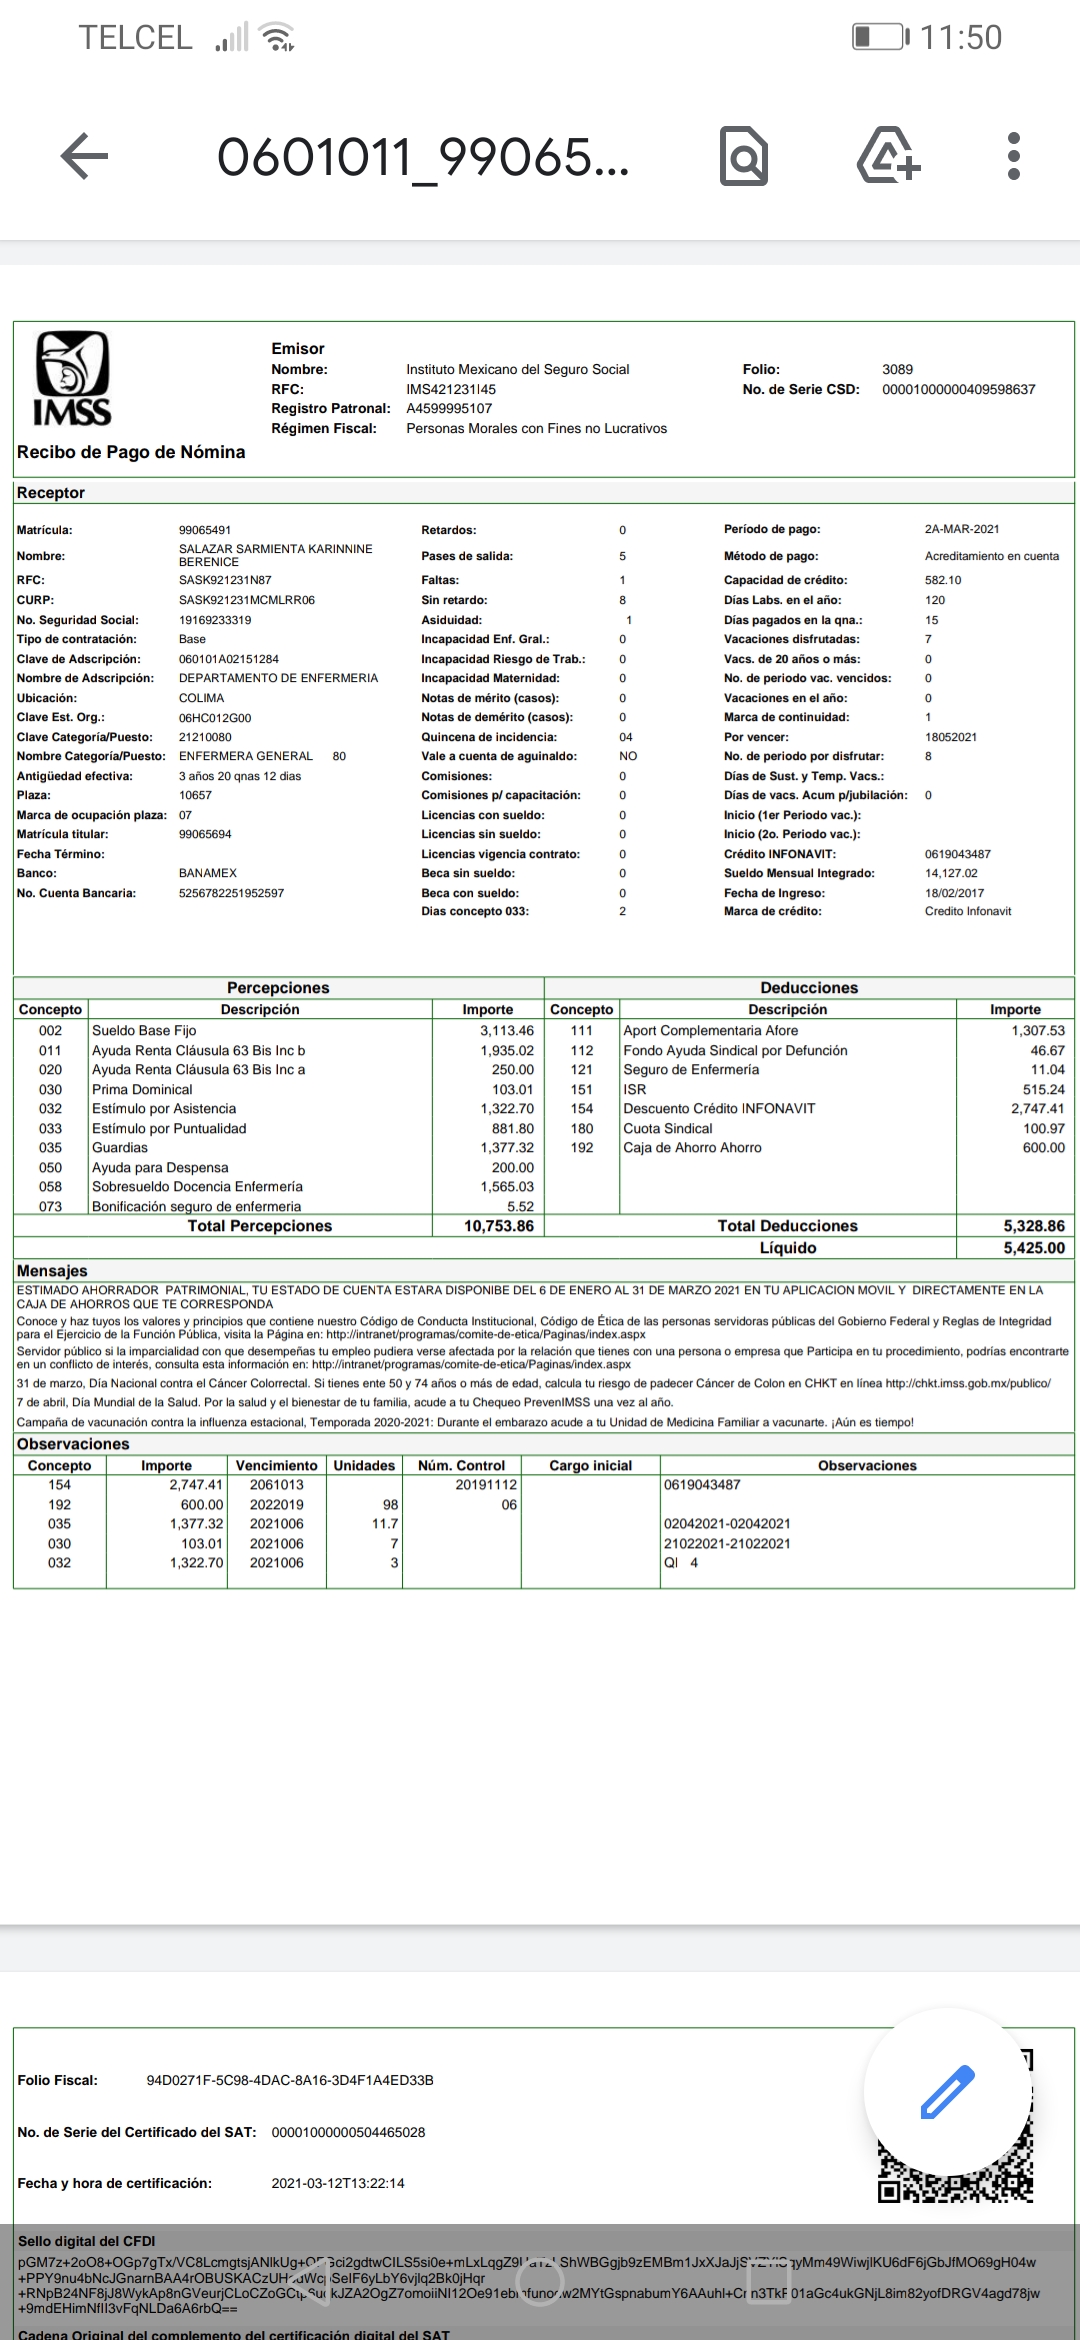 TELCEL 11:50
0601011_99065...
IMSS
Recibo de Pago de Nómina
Emisor
Nombre: Instituto Mexicano del Seguro Social
RFC: IMS421231I45
Registro Patronal: A4599995107
Régimen Fiscal: Personas Morales con Fines no Lucrativos
Folio: 3089
No. de Serie CSD: 00001000000409598637
Receptor
Matrícula: 99065491
Nombre: SALAZAR SARMIENTA KARINNINE
BERENICE
RFC: SASK921231N87
CURP: SASK921231MCMLRR06
No. Seguridad Social: 19169233319
Tipo de contratación: Base
Clave de Adscripción: 060101A02151284
Nombre de Adscripción: DEPARTAMENTO DE ENFERMERIA
Ubicación: COLIMA
Clave Est. Org.: 06HC012G00
Clave Categoría/Puesto: 21210080
Nombre Categoría/Puesto: ENFERMERA GENERAL 80
Antigüedad efectiva: 3 años 20 qnas 12 dias
Plaza: 10657
Marca de ocupación plaza: 07
Matrícula titular: 99065694
Fecha Término:
Banco: BANAMEX
No. Cuenta Bancaria: 5256782251952597
Retardos: 0
Pases de salida: 5
Faltas: 1
Sin retardo: 8
Asiduidad: 1
Incapacidad Enf. Gral.: 0
Incapacidad Riesgo de Trab.: 0
Incapacidad Maternidad: 0
Notas de mérito (casos): 0
Notas de demérito (casos): 0
Quincena de incidencia: 04
Vale a cuenta de aguinaldo: NO
Comisiones: 0
Comisiones p/ capacitación: 0
Licencias con sueldo: 0
Licencias sin sueldo: 0
Licencias vigencia contrato: 0
Beca sin sueldo: 0
Beca con sueldo: 0
Dias concepto 033: 2
Período de pago: 2A-MAR-2021
Método de pago: Acreditamiento en cuenta
Capacidad de crédito: 582.10
Días Labs. en el año: 120
Días pagados en la qna.: 15
Vacaciones disfrutadas: 7
Vacs. de 20 años o más: 0
No. de periodo vac. vencidos: 0
Vacaciones en el año: 0
Marca de continuidad: 1
Por vencer: 18052021
No. de periodo por disfrutar: 8
Días de Sust. y Temp. Vacs.:
Días de vacs. Acum p/jubilación: 0
Inicio (1er Periodo vac.):
Inicio (2o. Periodo vac.):
Crédito INFONAVIT: 0619043487
Sueldo Mensual Integrado: 14,127.02
Fecha de Ingreso: 18/02/2017
Marca de crédito: Credito Infonavit
Percepciones Deducciones
Concepto Descripción Importe Concepto Descripción Importe
002 Sueldo Base Fijo 3,113.46 111 Aport Complementaria Afore 1,307.53
011 Ayuda Renta Cláusula 63 Bis Inc b 1,935.02 112 Fondo Ayuda Sindical por Defunción 46.67
020 Ayuda Renta Cláusula 63 Bis Inc a 250.00 121 Seguro de Enfermería 11.04
030 Prima Dominical 103.01 151 ISR 515.24
032 Estímulo por Asistencia 1,322.70 154 Descuento Crédito INFONAVIT 2,747.41
033 Estímulo por Puntualidad 881.80 180 Cuota Sindical 100.97
035 Guardias 1,377.32 192 Caja de Ahorro Ahorro 600.00
050 Ayuda para Despensa 200.00
058 Sobresueldo Docencia Enfermería 1,565.03
073 Bonificación seguro de enfermeria 5.52
Total Percepciones 10,753.86 Total Deducciones 5,328.86
Líquido 5,425.00
Mensajes
ESTIMADO AHORRADOR PATRIMONIAL, TU ESTADO DE CUENTA ESTARA DISPONIBE DEL 6 DE ENERO AL 31 DE MARZO 2021 EN TU APLICACION MOVIL Y DIRECTAMENTE EN LA
CAJA DE AHORROS QUE TE CORRESPONDA
Conoce y haz tuyos los valores y principios que contiene nuestro Código de Conducta Institucional, Código de Ética de las personas servidoras públicas del Gobierno Federal y Reglas de Integridad
para el Ejercicio de la Función Pública, visita la Página en: http://intranet/programas/comite-de-etica/Paginas/index.aspx
Servidor público si la imparcialidad con que desempeñas tu empleo pudiera verse afectada por la relación que tienes con una persona o empresa que Participa en tu procedimiento, podrías encontrarte
en un conflicto de interés, consulta esta información en: http://intranet/programas/comite-de-etica/Paginas/index.aspx
31 de marzo, Día Nacional contra el Cáncer Colorrectal. Si tienes ente 50 y 74 años o más de edad, calcula tu riesgo de padecer Cáncer de Colon en CHKT en línea http://chkt.imss.gob.mx/publico/
7 de abril, Día Mundial de la Salud. Por la salud y el bienestar de tu familia, acude a tu Chequeo PrevenIMSS una vez al año.
Campaña de vacunación contra la influenza estacional, Temporada 2020-2021: Durante el embarazo acude a tu Unidad de Medicina Familiar a vacunarte. ¡Aún es tiempo!
Observaciones
Concepto Importe Vencimiento Unidades Núm. Control Cargo inicial Observaciones
154 2,747.41 2061013 20191112 0619043487
192 600.00 2022019 98 06
035 1,377.32 2021006 11.7 02042021-02042021
030 103.01 2021006 7 21022021-21022021
032 1,322.70 2021006 3 QI 4
Folio Fiscal: 94D0271F-5C98-4DAC-8A16-3D4F1A4ED33B
No. de Serie del Certificado del SAT: 00001000000504465028
Fecha y hora de certificación: 2021-03-12T13:22:14
Sello digital del CFDI
+9mdEHimNfII3vFqNLDa6A6rbQ==
Cadena Original del complemento del certificación digital del SAT